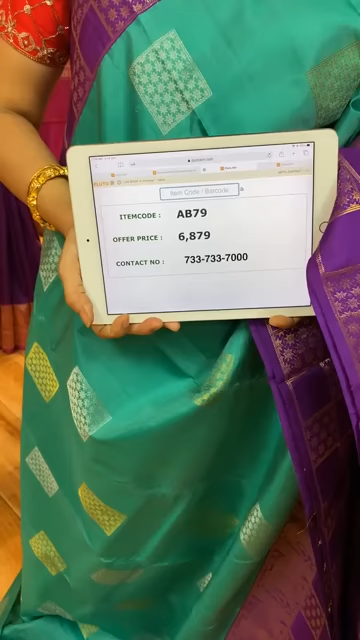 Item Code / Barcode
ITEMCODE : AB79
OFFER PRICE : 6,879
CONTACT NO : 733-733-7000